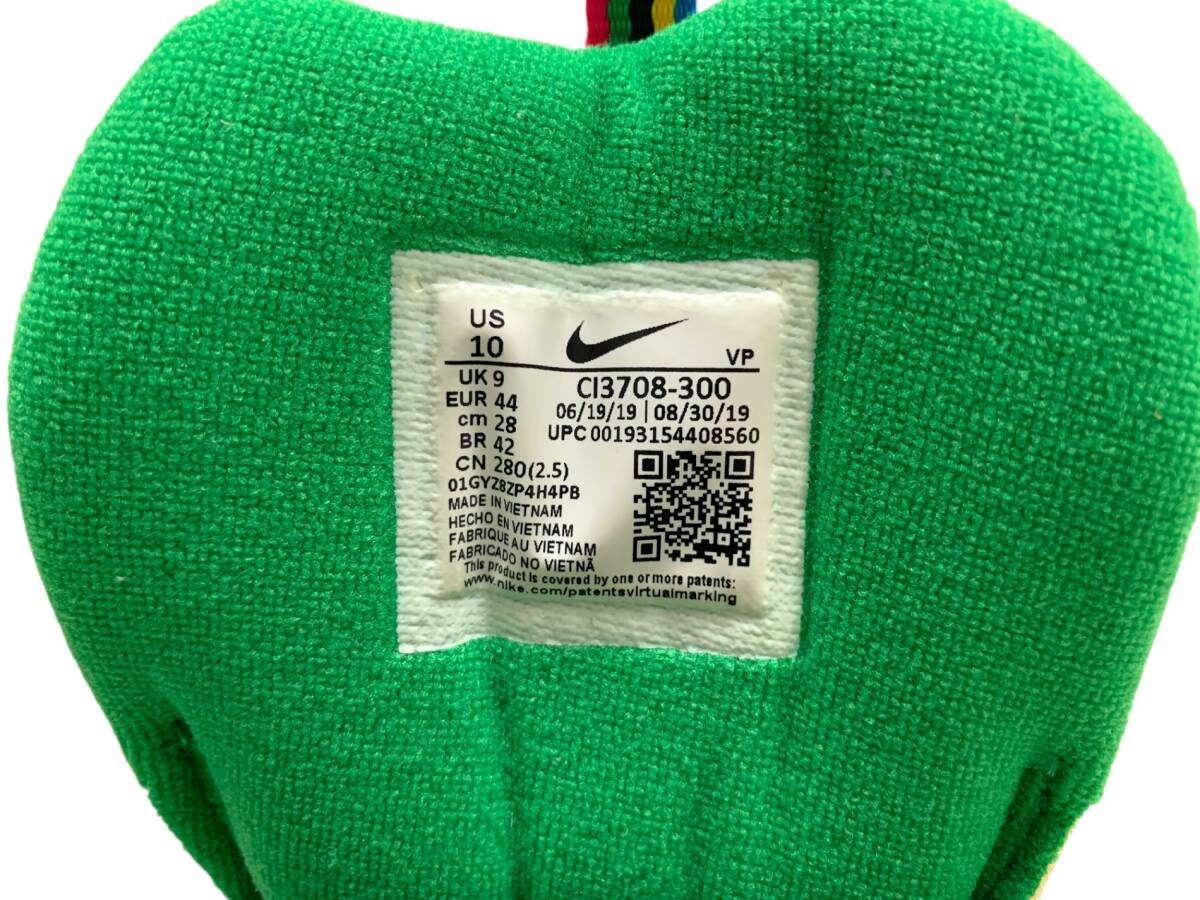 US
10
VP
UK 9
EUR 44
cm 28
BR 42
CN 280(2.5)
CI3708-300
06/19/19 | 08/30/19
UPC 00193154408560
01GYZ8ZP4H4PB
MADE IN VIETNAM
HECHO EN VIETNAM
FABRIQUE AU VIETNAM
FABRICADO NO VIETNÃ
This product is covered by one or more patents:
www.nike.com/patentsvirtualmarking